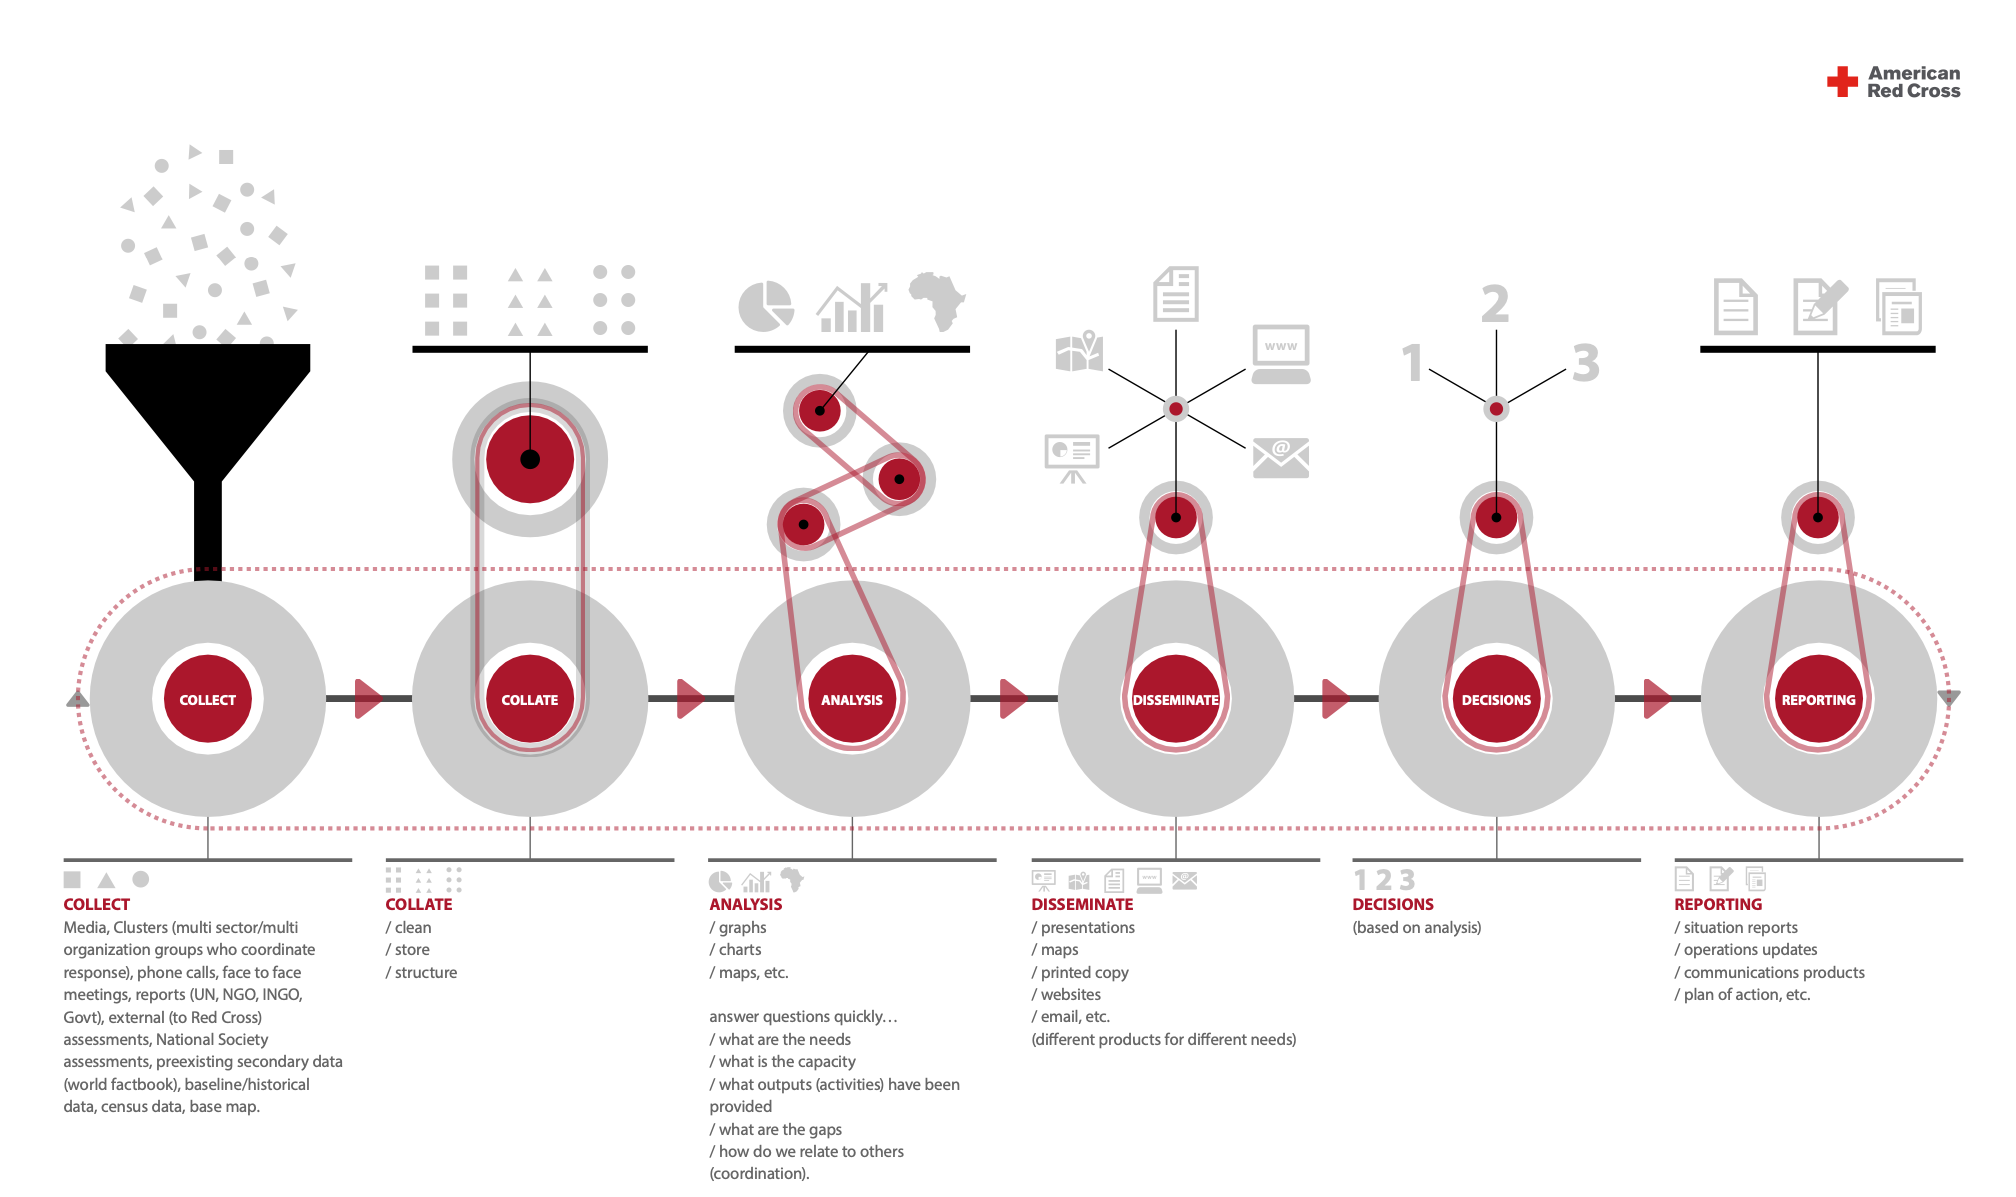 American
Red Cross
www
@
2
1
3
COLLECT
COLLATE
ANALYSIS
DISSEMINATE
DECISIONS
REPORTING
COLLECT
Media, Clusters (multi sector/multi
organization groups who coordinate
response), phone calls, face to face
meetings, reports (UN, NGO, INGO,
Govt), external (to Red Cross)
assessments, National Society
assessments, preexisting secondary data
(world factbook), baseline/historical
data, census data, base map.
COLLATE
/ clean
/ store
/ structure
ANALYSIS
/ graphs
/ charts
/ maps, etc.
answer questions quickly…
/ what are the needs
/ what is the capacity
/ what outputs (activities) have been
provided
/ what are the gaps
/ how do we relate to others
(coordination).
www
@
DISSEMINATE
/ presentations
/ maps
/ printed copy
/ websites
/ email, etc.
(different products for different needs)
1 2 3
DECISIONS
(based on analysis)
REPORTING
/ situation reports
/ operations updates
/ communications products
/ plan of action, etc.